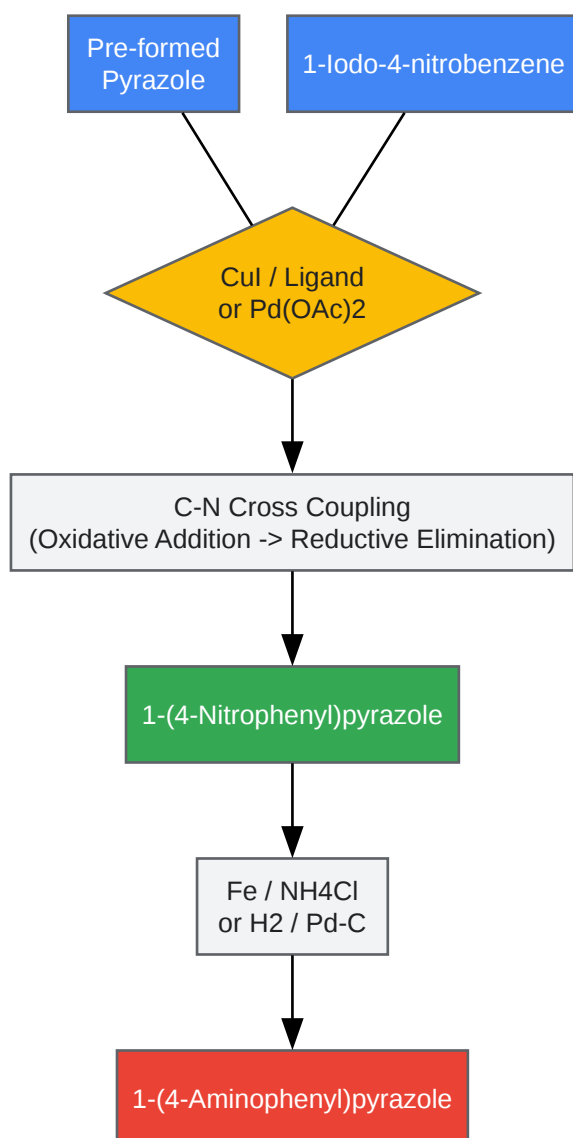 Pre-formed
Pyrazole
1-Iodo-4-nitrobenzene
CuI / Ligand
or Pd(OAc)2
C-N Cross Coupling
(Oxidative Addition -> Reductive Elimination)
1-(4-Nitrophenyl)pyrazole
Fe / NH4Cl
or H2 / Pd-C
1-(4-Aminophenyl)pyrazole